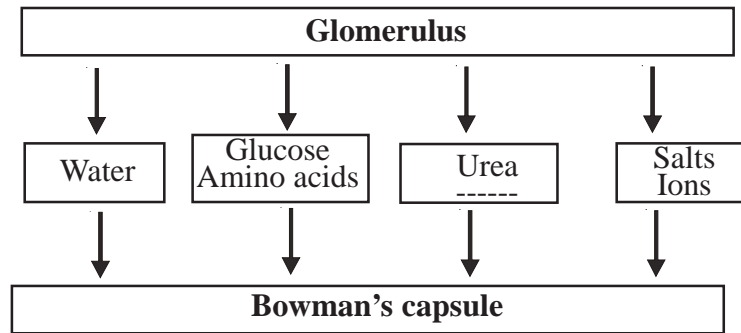 Glomerulus
Water
Glucose
Amino acids
Urea
------
Salts
Ions
Bowman’s capsule